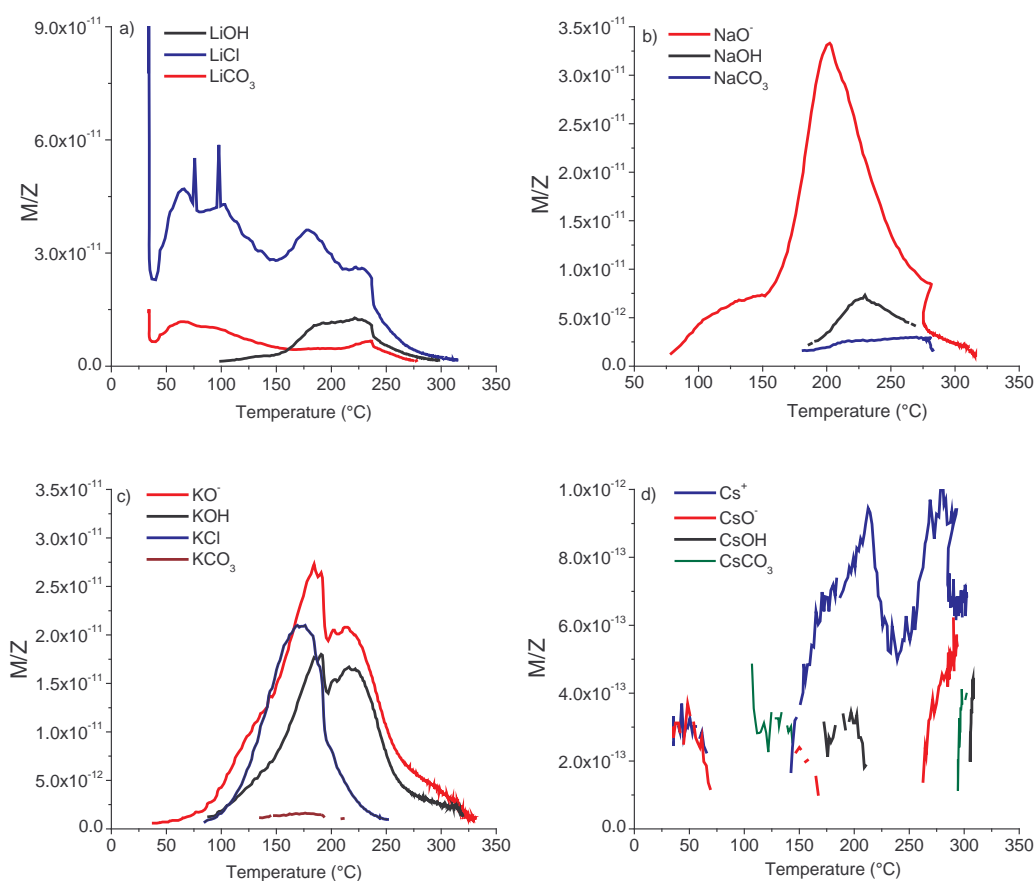 a)
LiOH
LiCl
LiCO₃
9.0x10⁻¹¹
6.0x10⁻¹¹
3.0x10⁻¹¹
0.0
M/Z
0 50 100 150 200 250 300 350
Temperature (°C)
b)
NaO⁻
NaOH
NaCO₃
3.5x10⁻¹¹
3.0x10⁻¹¹
2.5x10⁻¹¹
2.0x10⁻¹¹
1.5x10⁻¹¹
1.0x10⁻¹¹
5.0x10⁻¹²
0.0
M/Z
50 100 150 200 250 300 350
Temperature (°C)
c)
KO⁻
KOH
KCl
KCO₃
3.5x10⁻¹¹
3.0x10⁻¹¹
2.5x10⁻¹¹
2.0x10⁻¹¹
1.5x10⁻¹¹
1.0x10⁻¹¹
5.0x10⁻¹²
0.0
M/Z
0 50 100 150 200 250 300 350
Temperature (°C)
d)
Cs⁺
CsO⁻
CsOH
CsCO₃
1.0x10⁻¹²
8.0x10⁻¹³
6.0x10⁻¹³
4.0x10⁻¹³
2.0x10⁻¹³
0.0
M/Z
0 50 100 150 200 250 300 350
Temperature (°C)